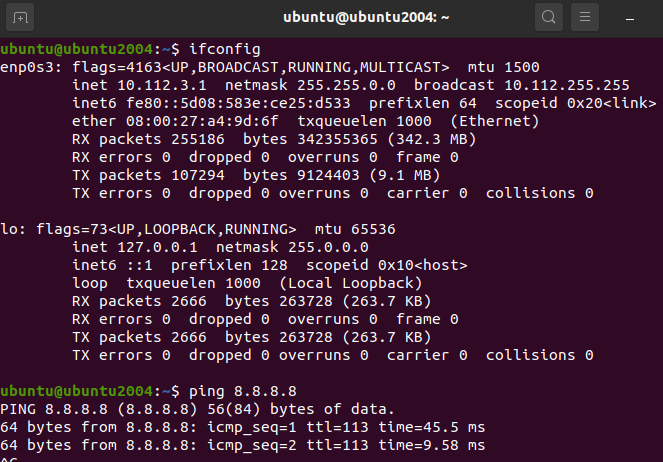 ubuntu@ubuntu2004: ~
ubuntu@ubuntu2004:~$ ifconfig
enp0s3: flags=4163<UP,BROADCAST,RUNNING,MULTICAST>  mtu 1500
        inet 10.112.3.1  netmask 255.255.0.0  broadcast 10.112.255.255
        inet6 fe80::5d08:583e:ce25:d533  prefixlen 64  scopeid 0x20<link>
        ether 08:00:27:a4:9d:6f  txqueuelen 1000  (Ethernet)
        RX packets 255186  bytes 342355365 (342.3 MB)
        RX errors 0  dropped 0  overruns 0  frame 0
        TX packets 107294  bytes 9124403 (9.1 MB)
        TX errors 0  dropped 0 overruns 0  carrier 0  collisions 0
lo: flags=73<UP,LOOPBACK,RUNNING>  mtu 65536
        inet 127.0.0.1  netmask 255.0.0.0
        inet6 ::1  prefixlen 128  scopeid 0x10<host>
        loop  txqueuelen 1000  (Local Loopback)
        RX packets 2666  bytes 263728 (263.7 KB)
        RX errors 0  dropped 0  overruns 0  frame 0
        TX packets 2666  bytes 263728 (263.7 KB)
        TX errors 0  dropped 0 overruns 0  carrier 0  collisions 0
ubuntu@ubuntu2004:~$ ping 8.8.8.8
PING 8.8.8.8 (8.8.8.8) 56(84) bytes of data.
64 bytes from 8.8.8.8: icmp_seq=1 ttl=113 time=45.5 ms
64 bytes from 8.8.8.8: icmp_seq=2 ttl=113 time=9.58 ms